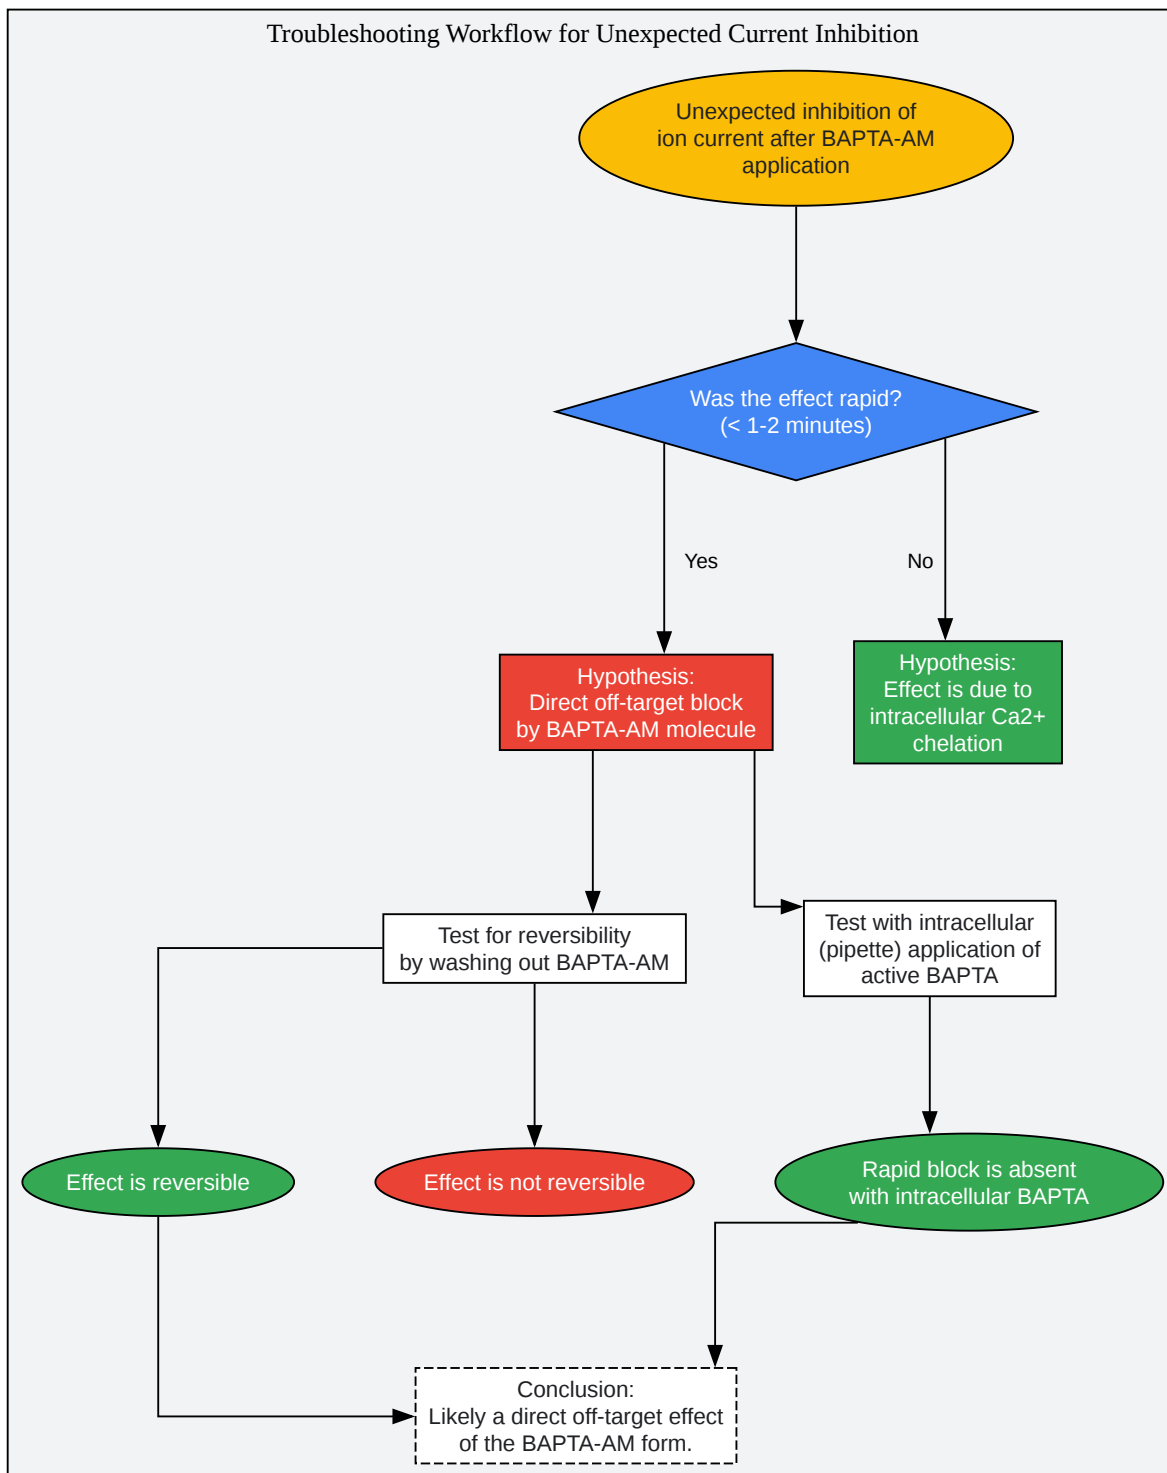 Troubleshooting Workflow for Unexpected Current Inhibition
Unexpected inhibition of
ion current after BAPTA-AM
application
Was the effect rapid?
(< 1-2 minutes)
Yes
No
Hypothesis:
Direct off-target block
by BAPTA-AM molecule
Hypothesis:
Effect is due to
intracellular Ca2+
chelation
Test for reversibility
by washing out BAPTA-AM
Test with intracellular
(pipette) application of
active BAPTA
Effect is reversible
Effect is not reversible
Rapid block is absent
with intracellular BAPTA
Conclusion:
Likely a direct off-target effect
of the BAPTA-AM form.